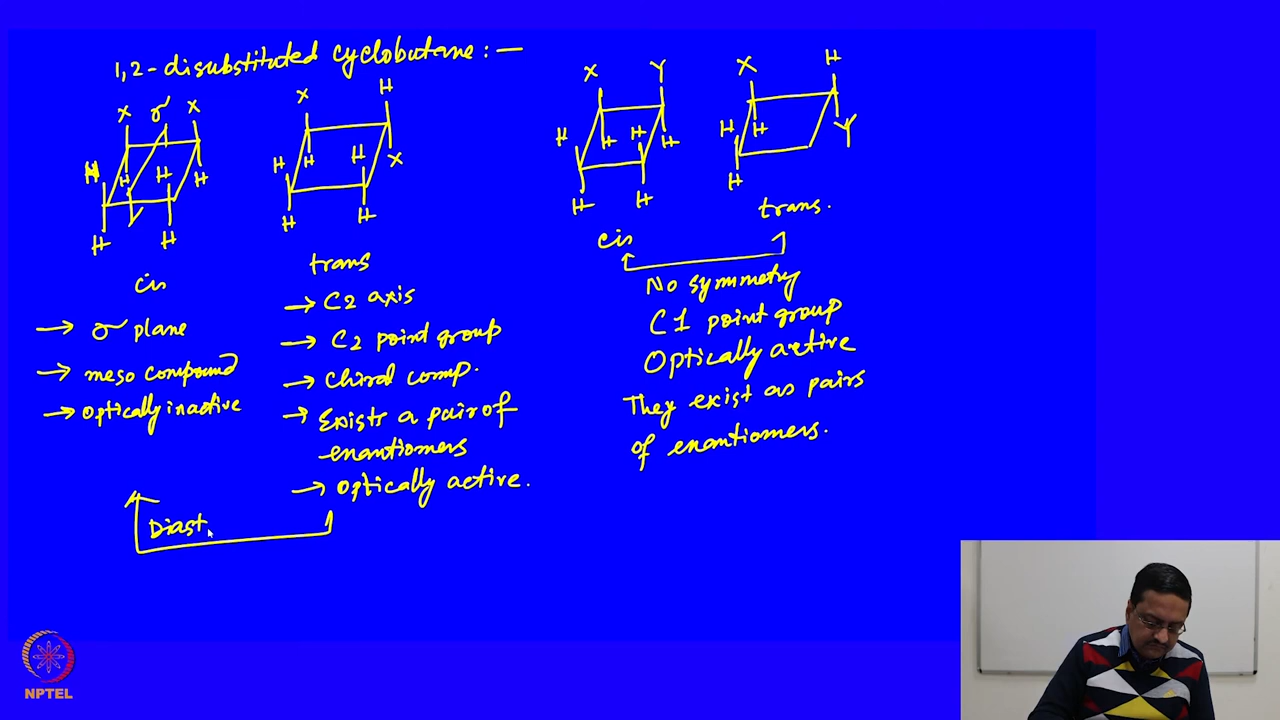 1,2-disubstituted cyclobutane:—
X σ X
H H H H
H H
X H
H H H X
H H
X Y
H H H H
H H
X H
H H Y
H
cis
trans
cis
trans.
→ σ plane
→ meso compound
→ Optically inactive
→ C2 axis
→ C2 point group
→ Chiral comp.
→ Exists a pair of
enantiomers
→ Optically active.
No symmetry
C1 point group
Optically active
They exist as pairs
of enantiomers.
Diast
NPTEL